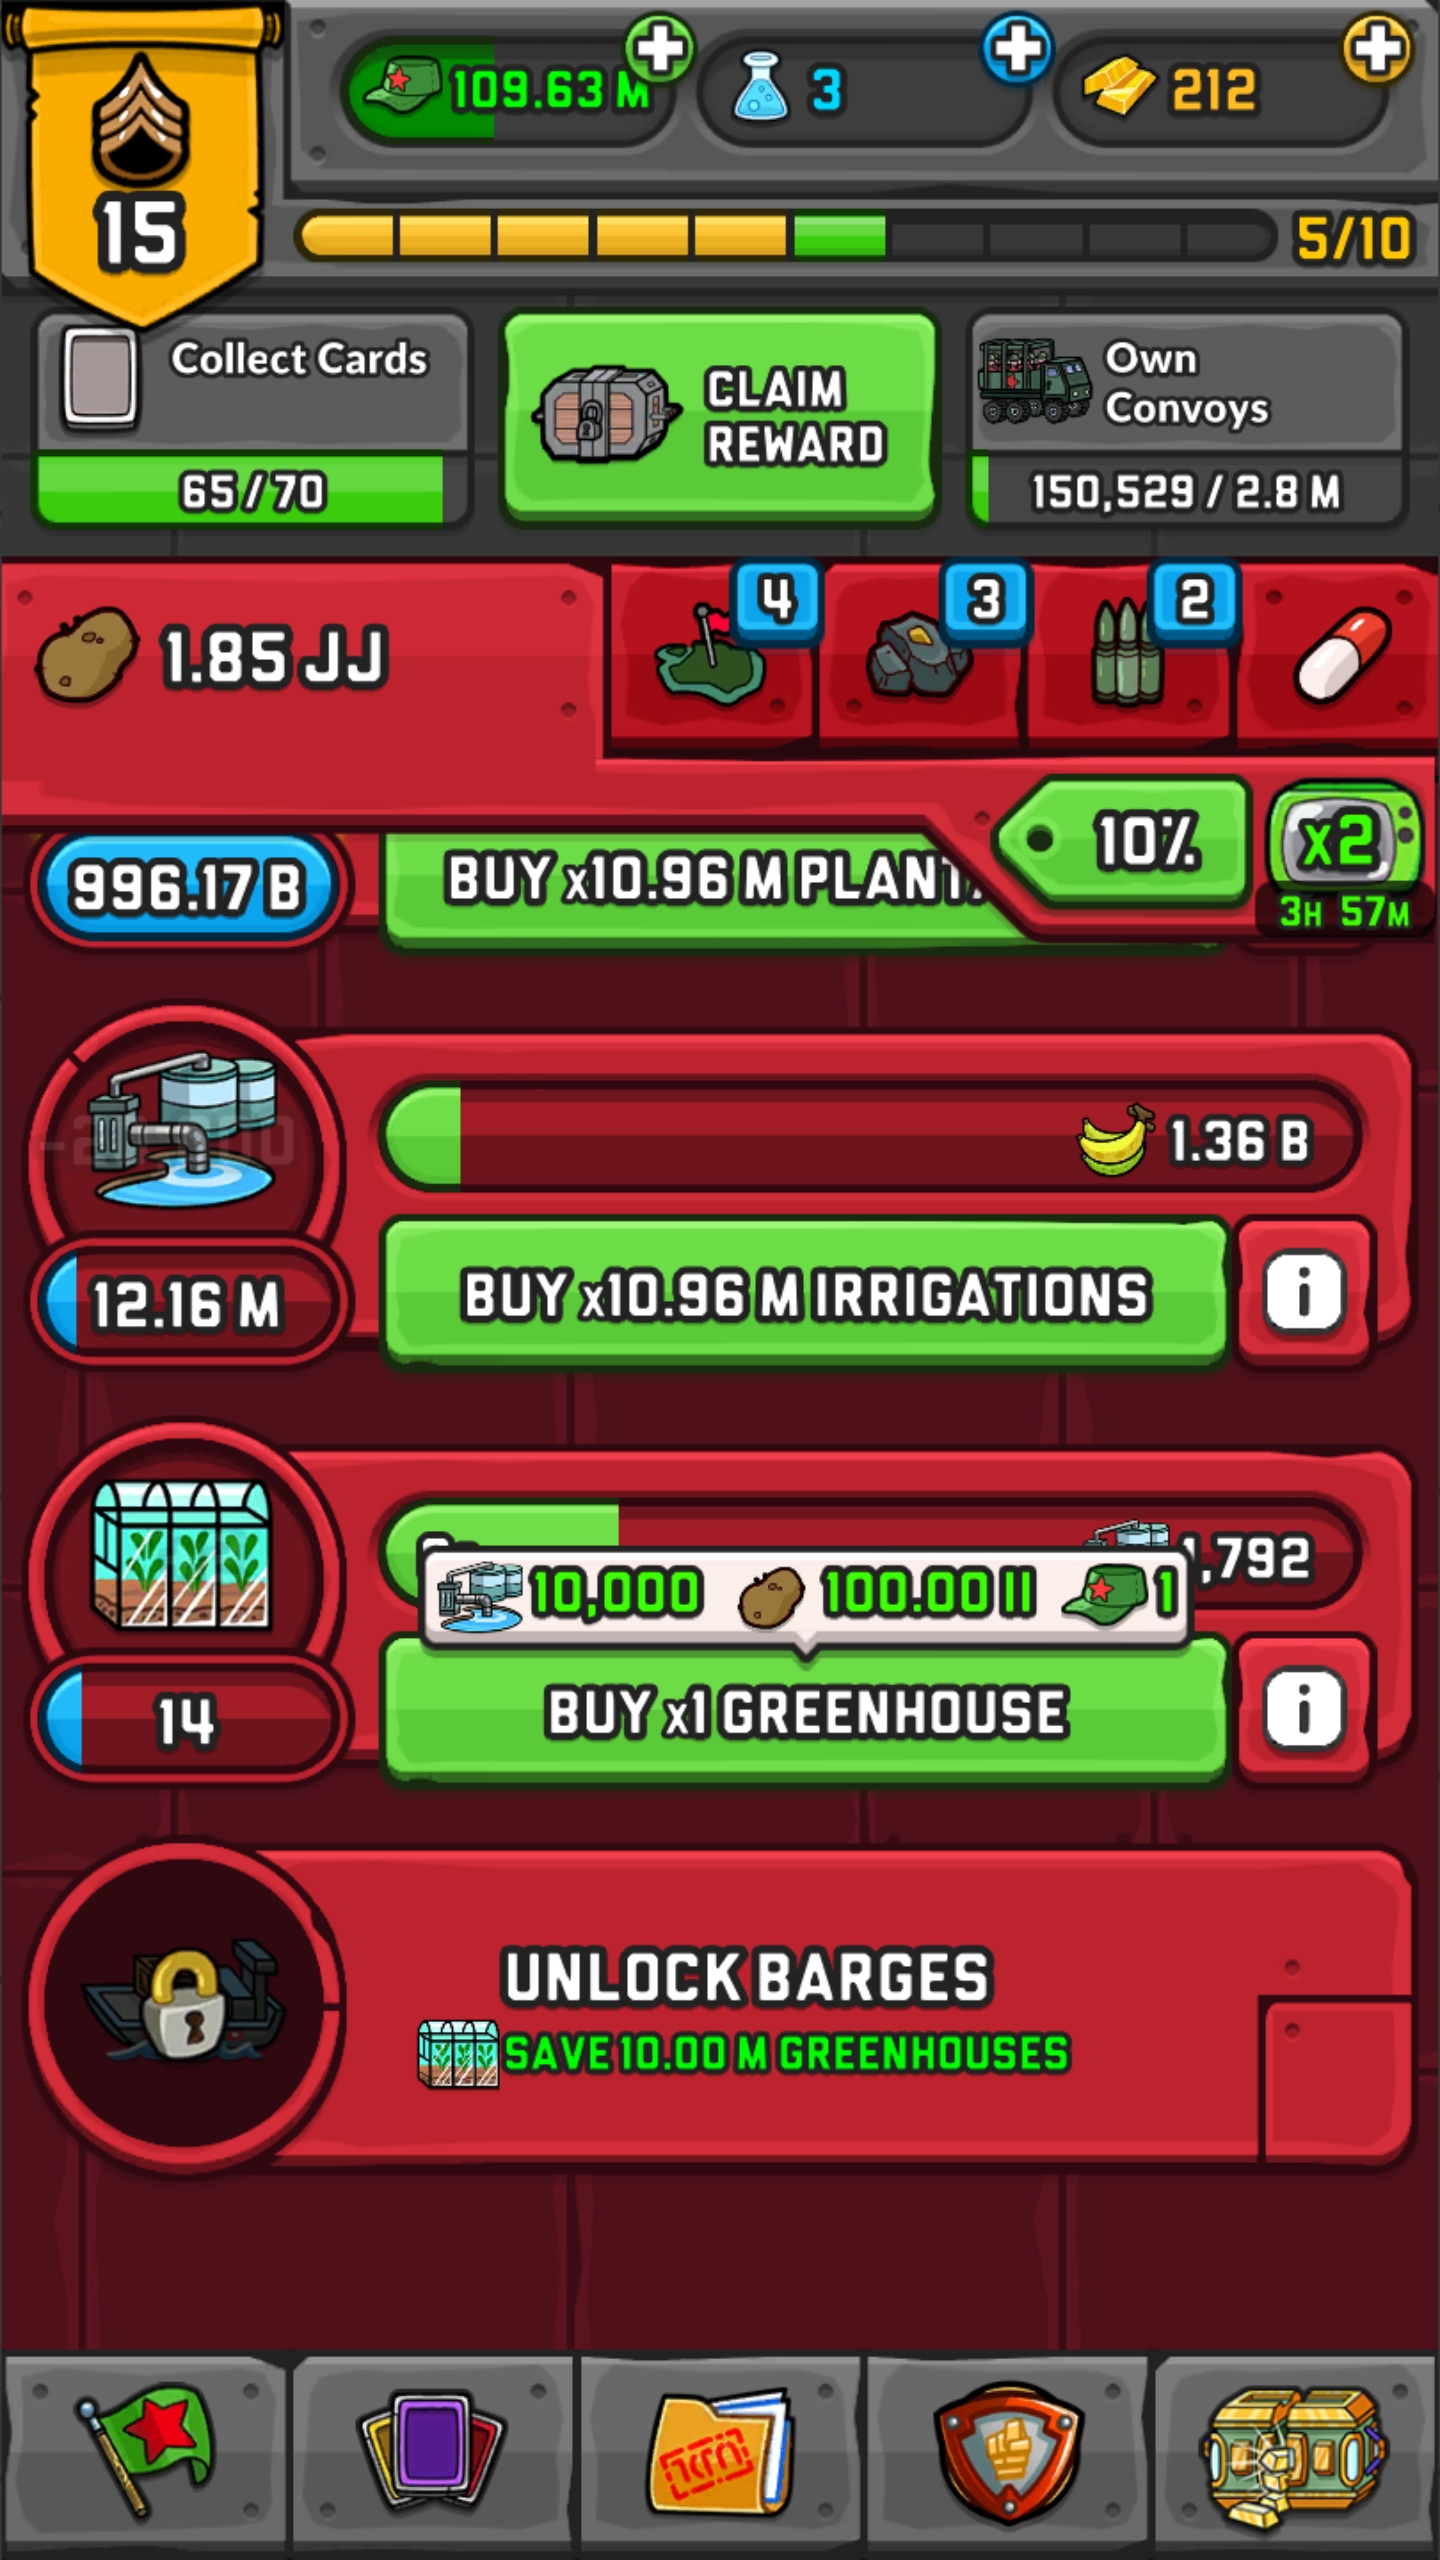 109.63 M
3
212
15
5/10
Collect Cards
65/70
CLAIM
REWARD
Own
Convoys
150,529 / 2.8 M
1.85 JJ
4
3
2
10%
x2
3H 57M
996.17 B
BUY x10.96 M
1.36 B
12.16 M
BUY x10.96 M IRRIGATIONS
,792
10,000
100.00 II
1
14
BUY x1 GREENHOUSE
UNLOCK BARGES
SAVE 10.00 M GREENHOUSES